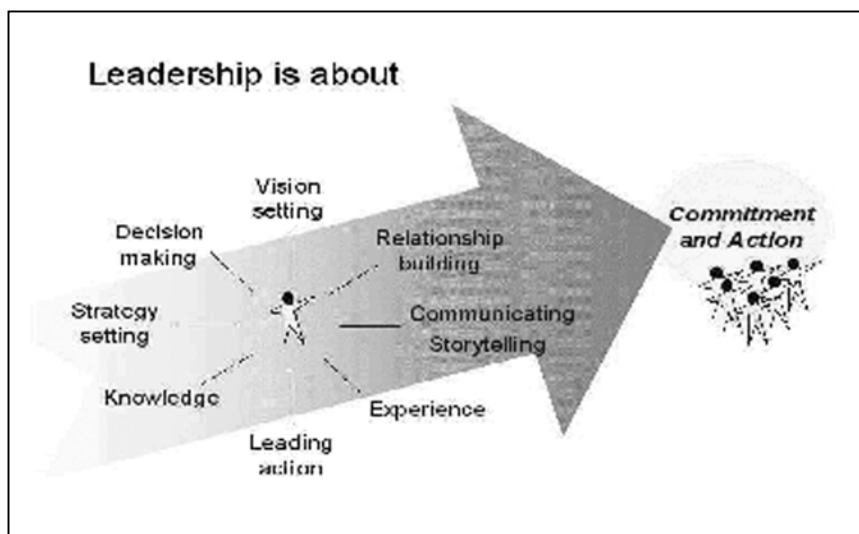 Leadership is about
Vision
setting
Decision
making
Relationship
building
Strategy
setting
Communicating
Storytelling
Knowledge
Experience
Leading
action
Commitment
and Action